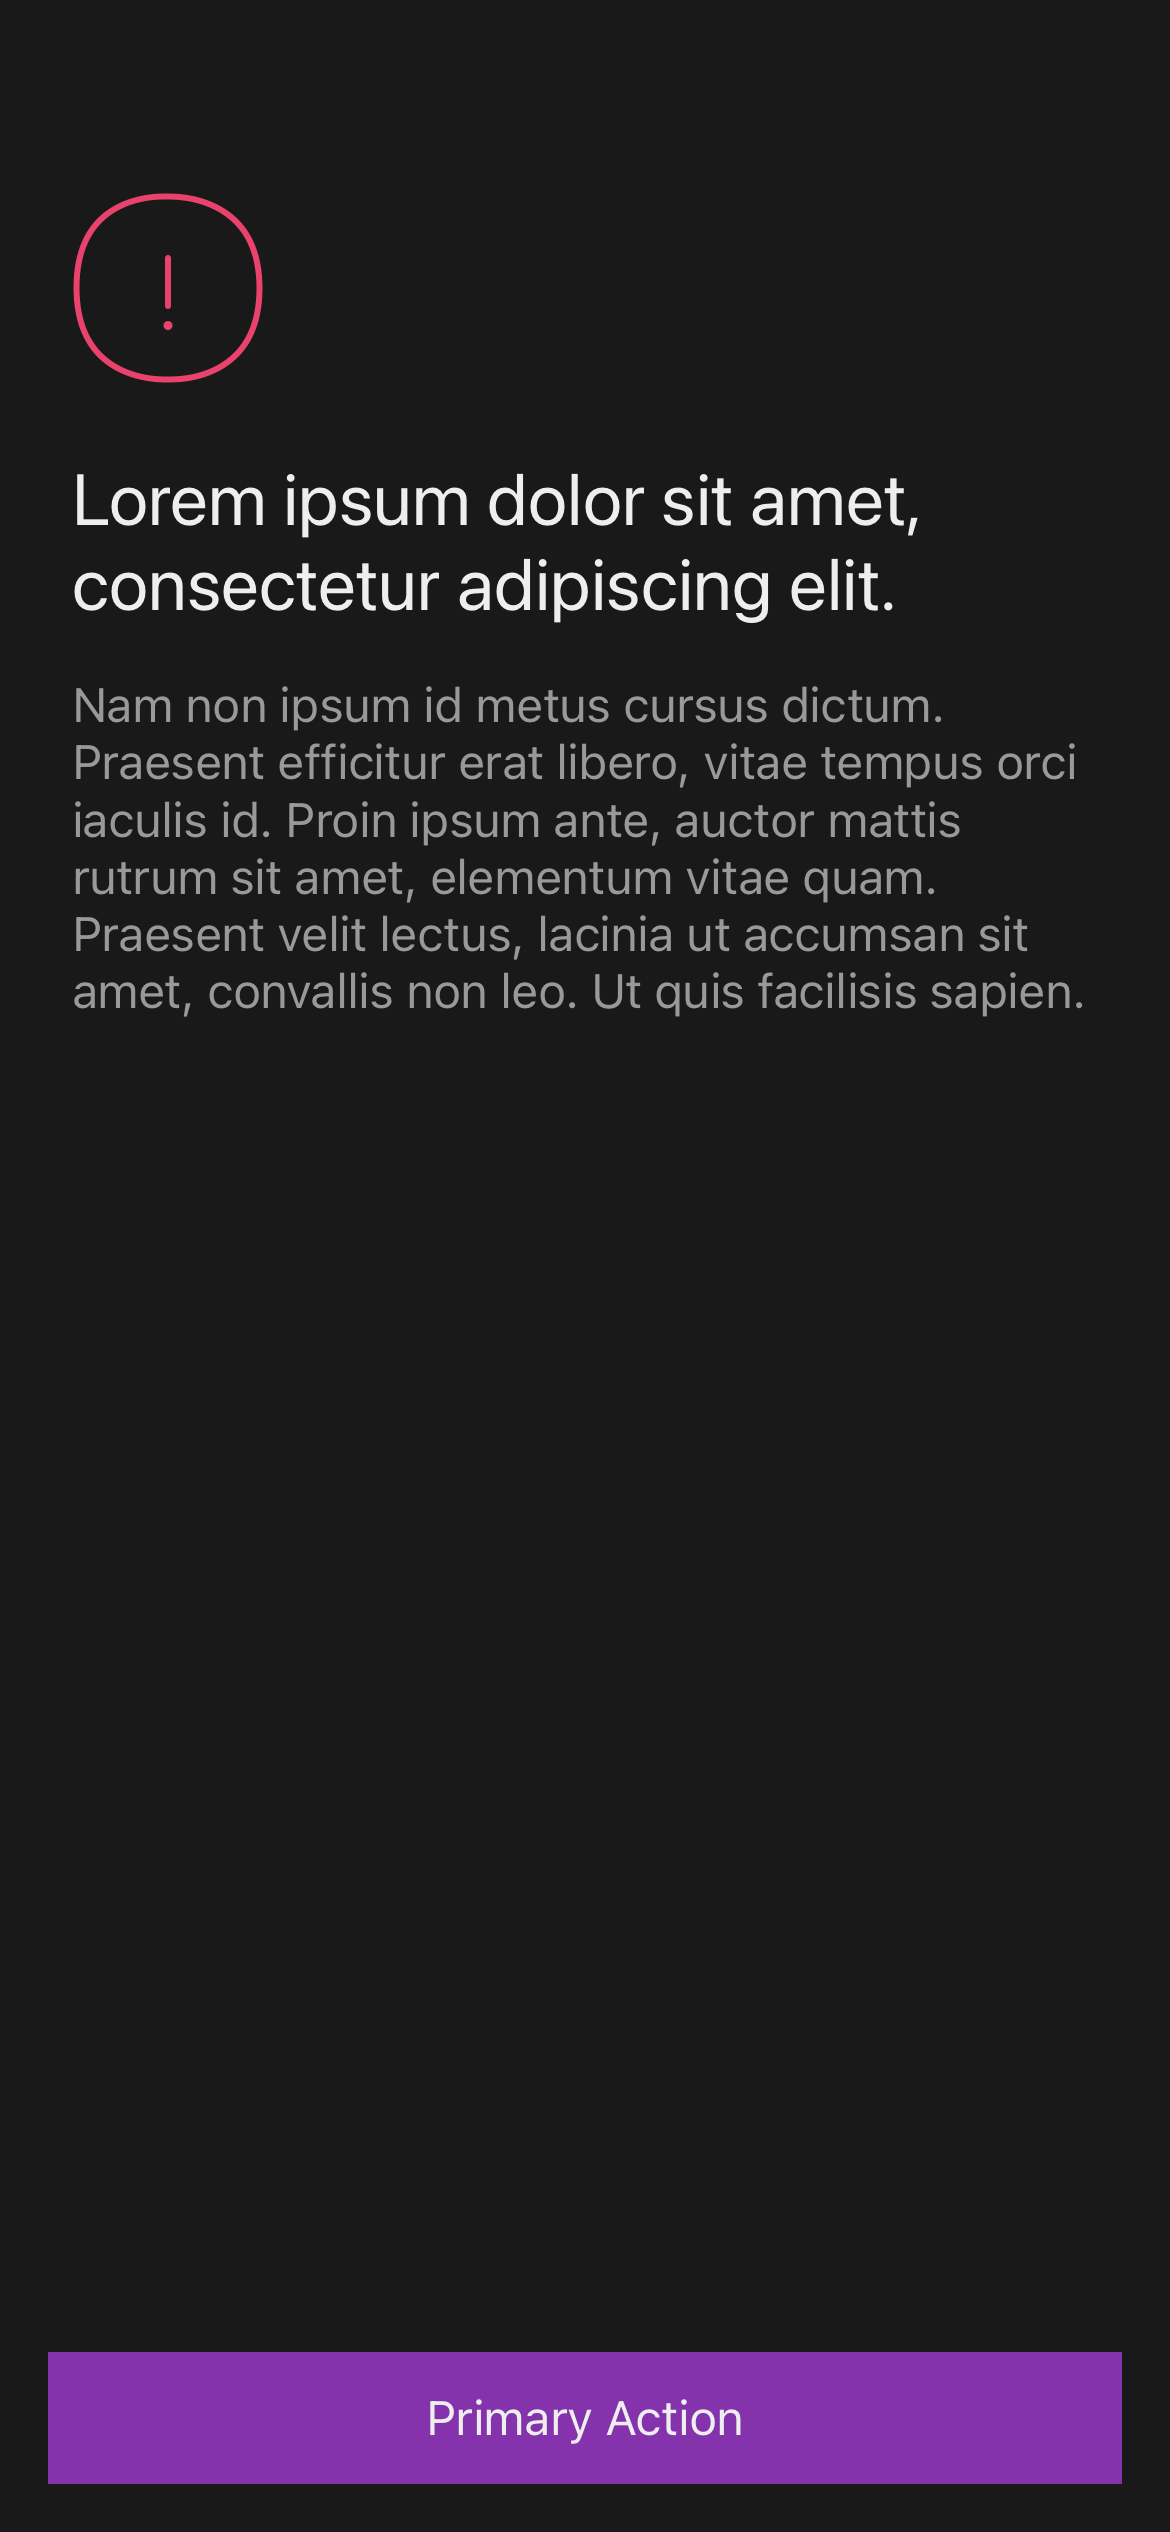 Lorem ipsum dolor sit amet,
consectetur adipiscing elit.
Nam non ipsum id metus cursus dictum.
Praesent efficitur erat libero, vitae tempus orci
iaculis id. Proin ipsum ante, auctor mattis
rutrum sit amet, elementum vitae quam.
Praesent velit lectus, lacinia ut accumsan sit
amet, convallis non leo. Ut quis facilisis sapien.
Primary Action